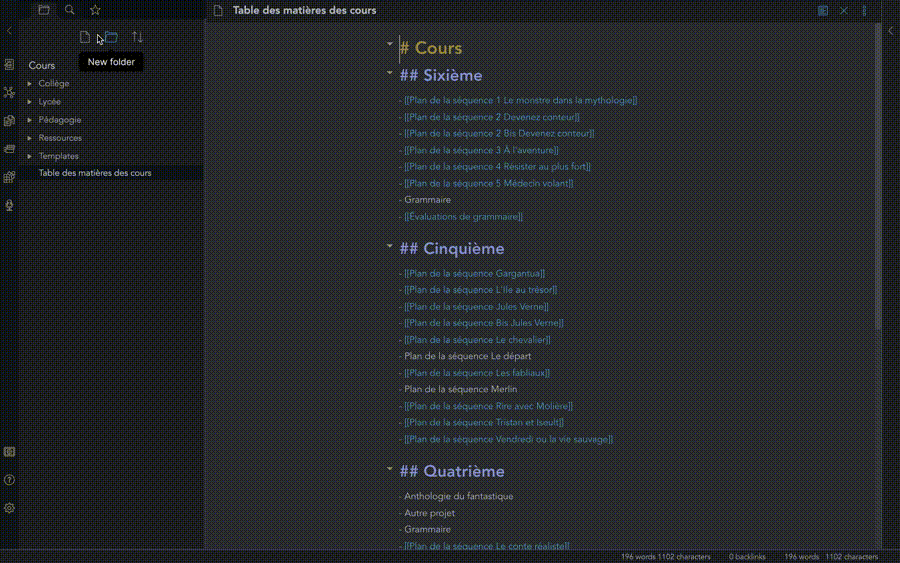 Table des matières des cours
New folder
Cours
Collège
Lycée
Pédagogie
Ressources
Templates
Table des matières des cours
# Cours
## Sixième
- [[Plan de la séquence 1 Le monstre dans la mythologie]]
- [[Plan de la séquence 2 Devenez conteur]]
- [[Plan de la séquence 2 Bis Devenez conteur]]
- [[Plan de la séquence 3 À l'aventure]]
- [[Plan de la séquence 4 Résister au plus fort]]
- [[Plan de la séquence 5 Médecin volant]]
- Grammaire
- [[Évaluations de grammaire]]
## Cinquième
- [[Plan de la séquence Gargantua]]
- [[Plan de la séquence L'île au trésor]]
- [[Plan de la séquence Jules Verne]]
- [[Plan de la séquence Bis Jules Verne]]
- [[Plan de la séquence Le chevalier]]
- Plan de la séquence Le départ
- [[Plan de la séquence Les fabliaux]]
- Plan de la séquence Merlin
- [[Plan de la séquence Rire avec Molière]]
- [[Plan de la séquence Tristan et Iseult]]
- [[Plan de la séquence Vendredi ou la vie sauvage]]
## Quatrième
- Anthologie du fantastique
- Autre projet
- Grammaire
- [[Plan de la séquence Le conte réaliste]]
196 words 1102 characters 0 backlinks 196 words 1102 characters